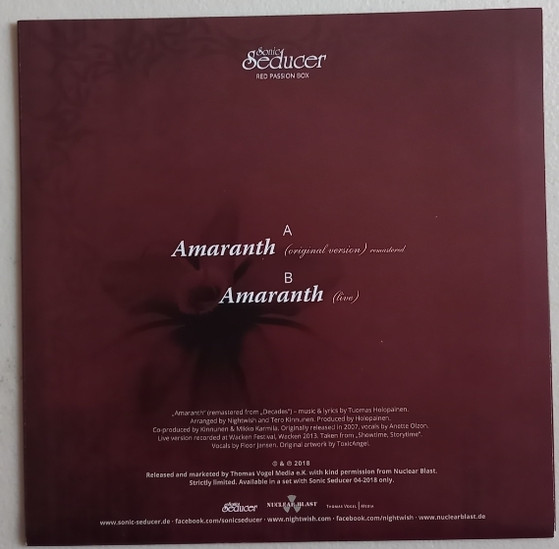 Sonic
Seducer
RED PASSION BOX
A
Amaranth (original version) remastered
B
Amaranth (live)
„Amaranth“ (remastered from „Decades“) – music & lyrics by Tuomas Holopainen.
Arranged by Nightwish and Tero Kinnunen. Produced by Holopainen.
Co-produced by Kinnunen & Mikko Karmila. Originally released in 2007, vocals by Anette Olzon.
Live version recorded at Wacken Festival, Wacken 2013. Taken from „Showtime, Storytime“.
Vocals by Floor Jansen. Original artwork by ToxicAngel.
© & ℗ 2018
Released and marketed by Thomas Vogel Media e.K. with kind permission from Nuclear Blast.
Strictly limited. Available in a set with Sonic Seducer 04-2018 only.
Sonic Seducer NUCLEAR BLAST THOMAS VOGEL | MEDIA
www.sonic-seducer.de · facebook.com/sonicseducer · www.nightwish.com · facebook.com/nightwish · www.nuclearblast.de